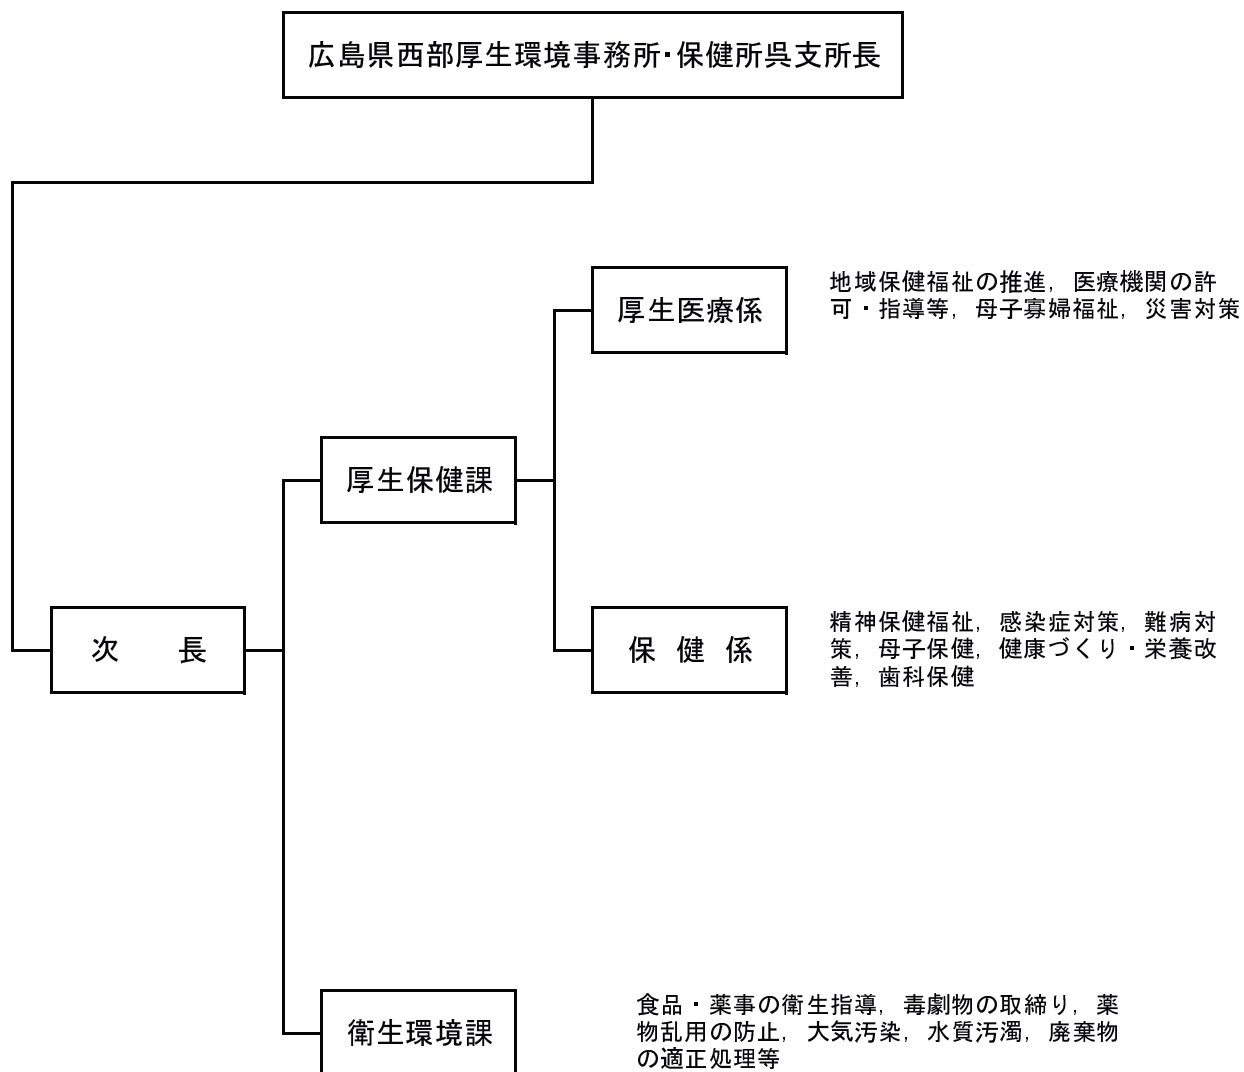 広島県西部厚生環境事務所・保健所呉支所長
厚生医療係
地域保健福祉の推進，医療機関の許
可・指導等，母子寡婦福祉，災害対策
厚生保健課
次　　長
保 健 係
精神保健福祉，感染症対策，難病対
策，母子保健，健康づくり・栄養改
善，歯科保健
衛生環境課
食品・薬事の衛生指導，毒劇物の取締り，薬
物乱用の防止，大気汚染，水質汚濁，廃棄物
の適正処理等